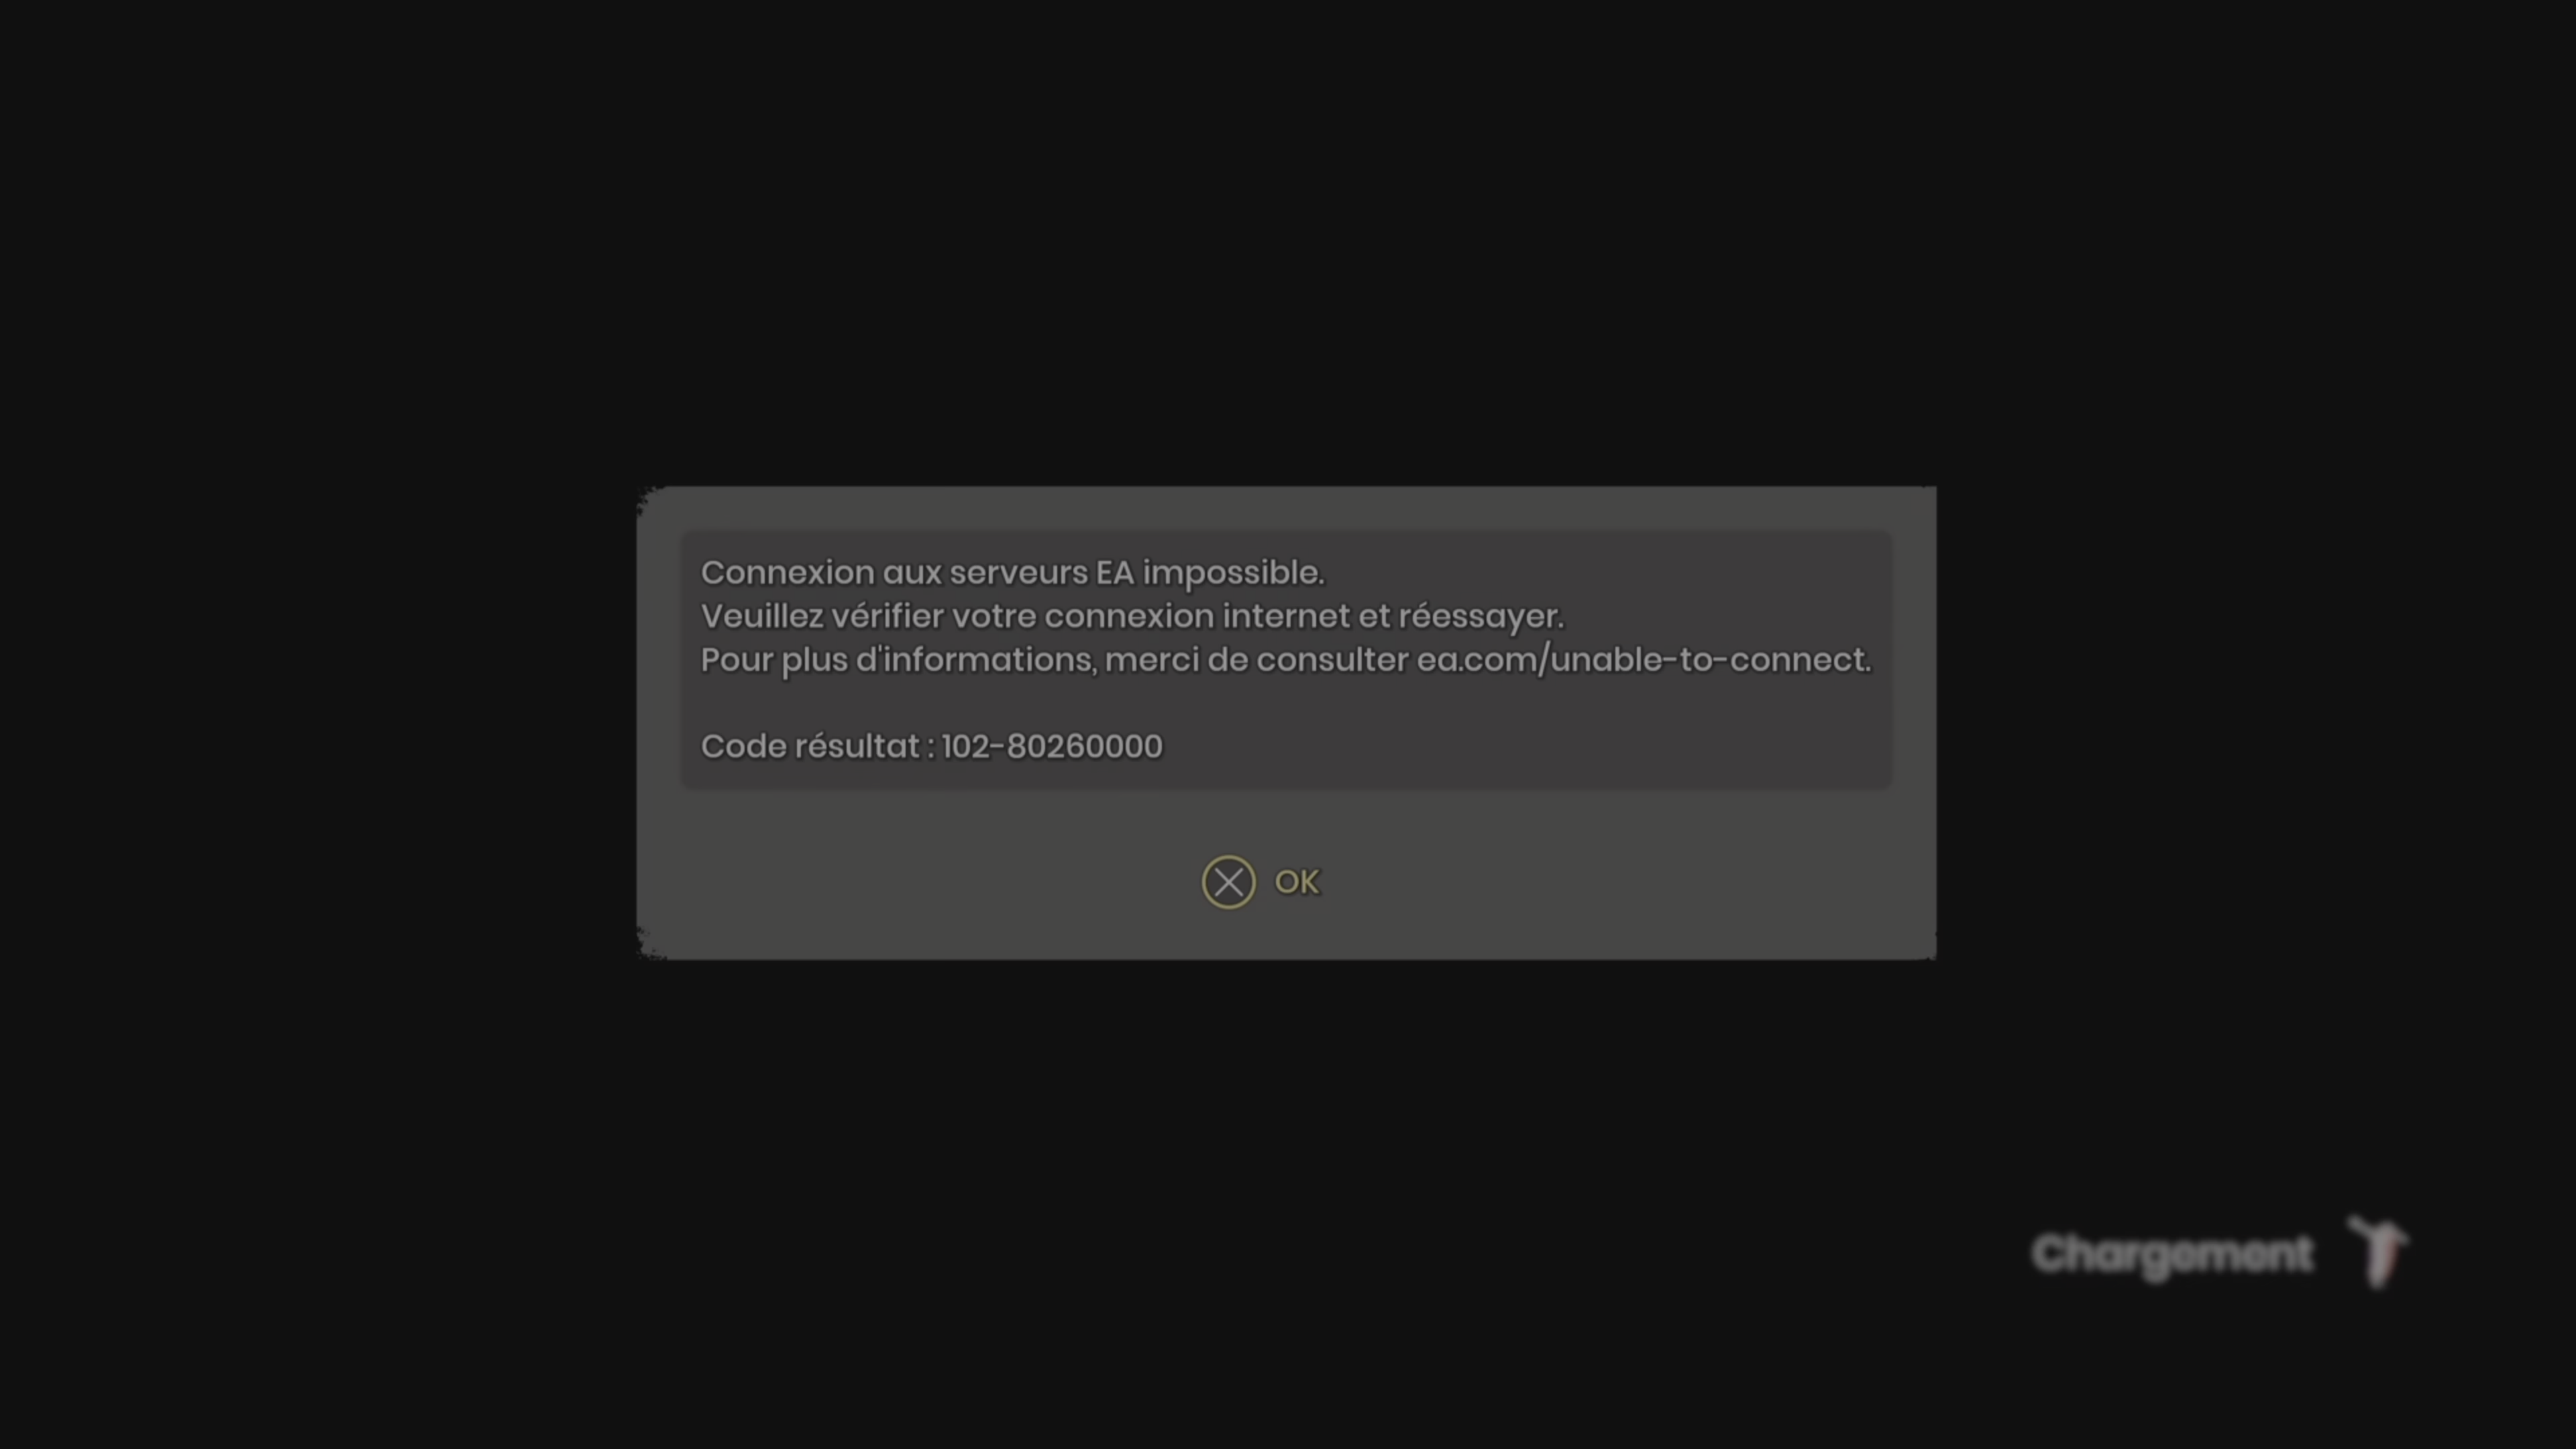 Connexion aux serveurs EA impossible.
Veuillez vérifier votre connexion internet et réessayer.
Pour plus d'informations, merci de consulter ea.com/unable-to-connect.
Code résultat : 102-80260000
OK
Chargement